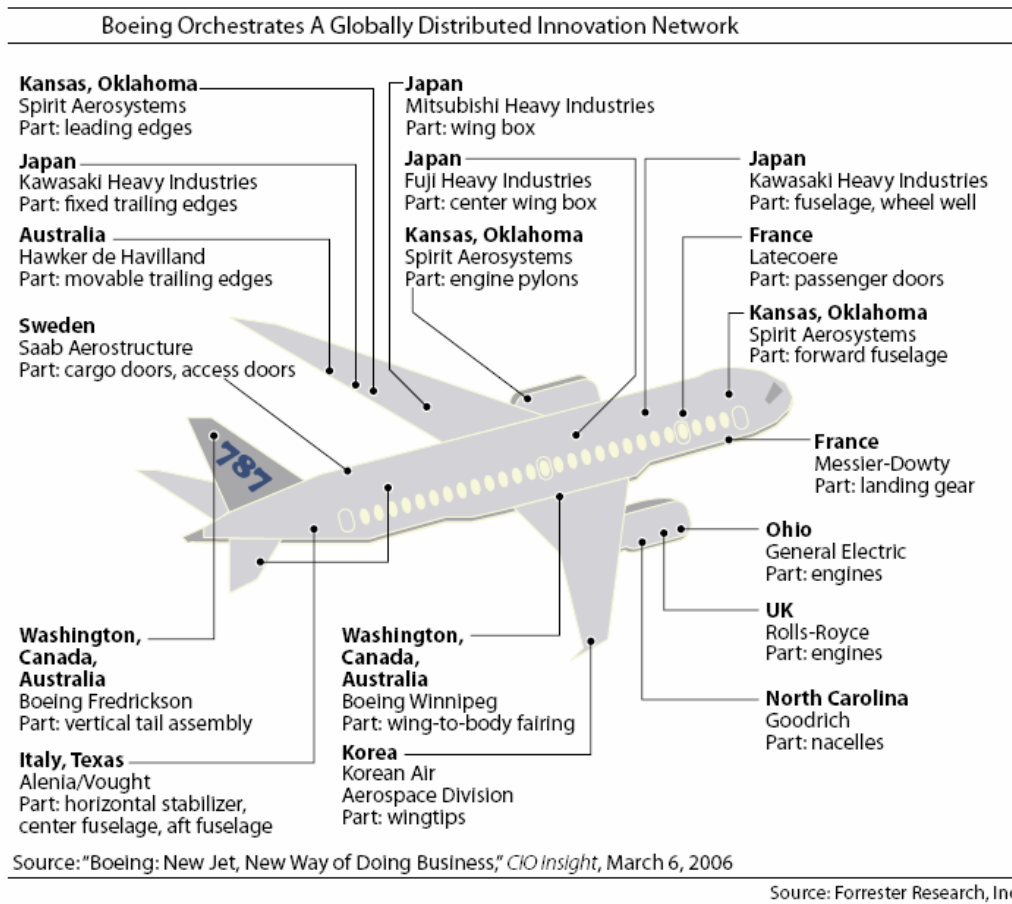 Boeing Orchestrates A Globally Distributed Innovation Network
Kansas, Oklahoma
Spirit Aerosystems
Part: leading edges
Japan
Kawasaki Heavy Industries
Part: fixed trailing edges
Australia
Hawker de Havilland
Part: movable trailing edges
Sweden
Saab Aerostructure
Part: cargo doors, access doors
Japan
Mitsubishi Heavy Industries
Part: wing box
Japan
Fuji Heavy Industries
Part: center wing box
Kansas, Oklahoma
Spirit Aerosystems
Part: engine pylons
Japan
Kawasaki Heavy Industries
Part: fuselage, wheel well
France
Latecoere
Part: passenger doors
Kansas, Oklahoma
Spirit Aerosystems
Part: forward fuselage
France
Messier-Dowty
Part: landing gear
787
Ohio
General Electric
Part: engines
UK
Rolls-Royce
Part: engines
North Carolina
Goodrich
Part: nacelles
Washington,
Canada,
Australia
Boeing Fredrickson
Part: vertical tail assembly
Italy, Texas
Alenia/Vought
Part: horizontal stabilizer,
center fuselage, aft fuselage
Washington,
Canada,
Australia
Boeing Winnipeg
Part: wing-to-body fairing
Korea
Korean Air
Aerospace Division
Part: wingtips
Source: "Boeing: New Jet, New Way of Doing Business," CIO Insight, March 6, 2006
Source: Forrester Research, Inc